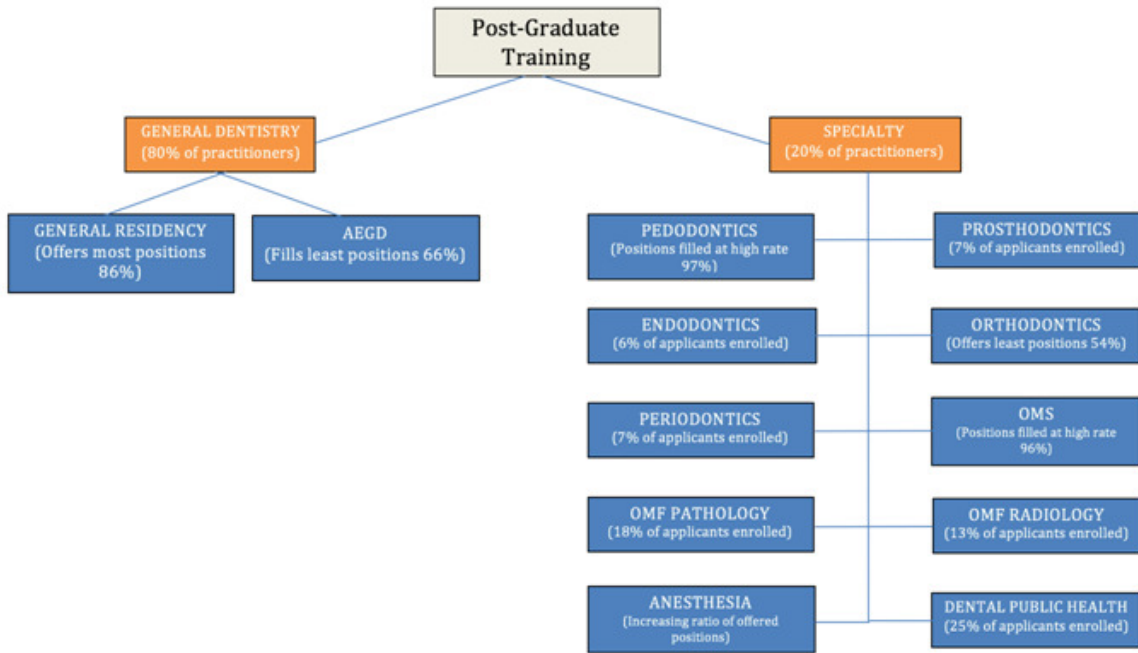 Post-Graduate
Training
GENERAL DENTISTRY
(80% of practitioners)
SPECIALTY
(20% of practitioners)
GENERAL RESIDENCY
(Offers most positions
86%)
AEGD
(Fills least positions 66%)
PEDODONTICS
(Positions filled at high rate
97%)
PROSTHODONTICS
(7% of applicants enrolled)
ENDODONTICS
(6% of applicants enrolled)
ORTHODONTICS
(Offers least positions 54%)
PERIODONTICS
(7% of applicants enrolled)
OMS
(Positions filled at high rate
96%)
OMF PATHOLOGY
(18% of applicants enrolled)
OMF RADIOLOGY
(13% of applicants enrolled)
ANESTHESIA
(Increasing ratio of offered
positions)
DENTAL PUBLIC HEALTH
(25% of applicants enrolled)